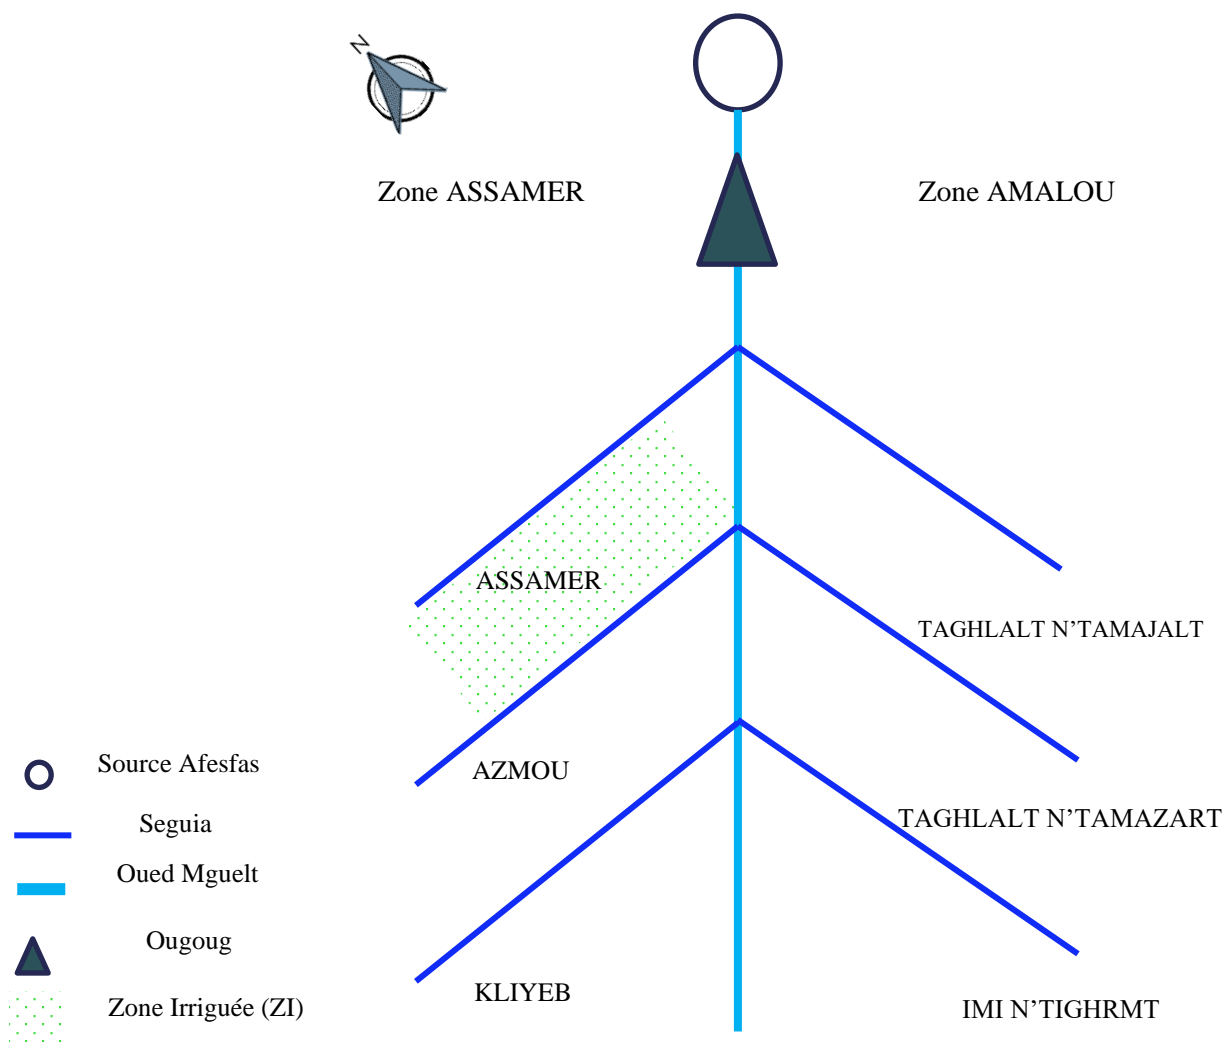 N
Zone ASSAMER
Zone AMALOU
ASSAMER
TAGHLALT N’TAMAJALT
AZMOU
TAGHLALT N’TAMAZART
KLIYEB
IMI N’TIGHRMT
Source Afesfas
Seguia
Oued Mguelt
Ougoug
Zone Irriguée (ZI)